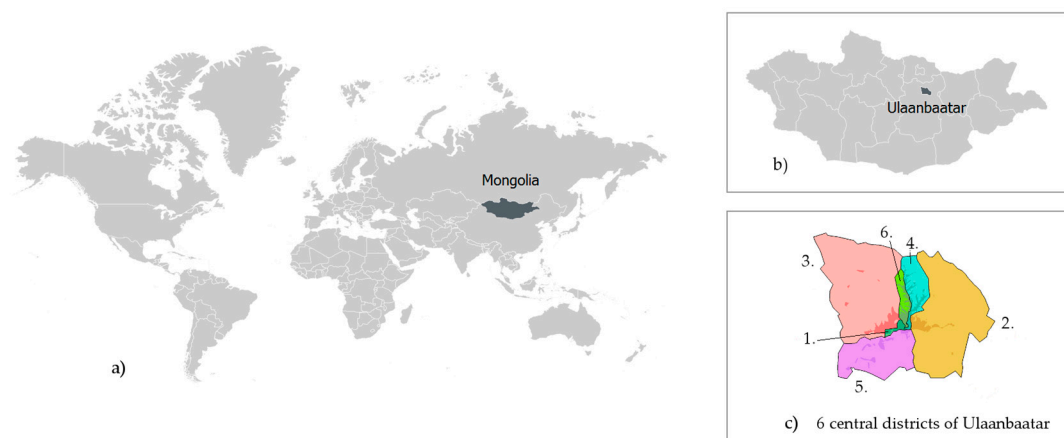 Mongolia
a)
Ulaanbaatar
b)
6.
4.
3.
2.
1.
5.
c) 6 central districts of Ulaanbaatar